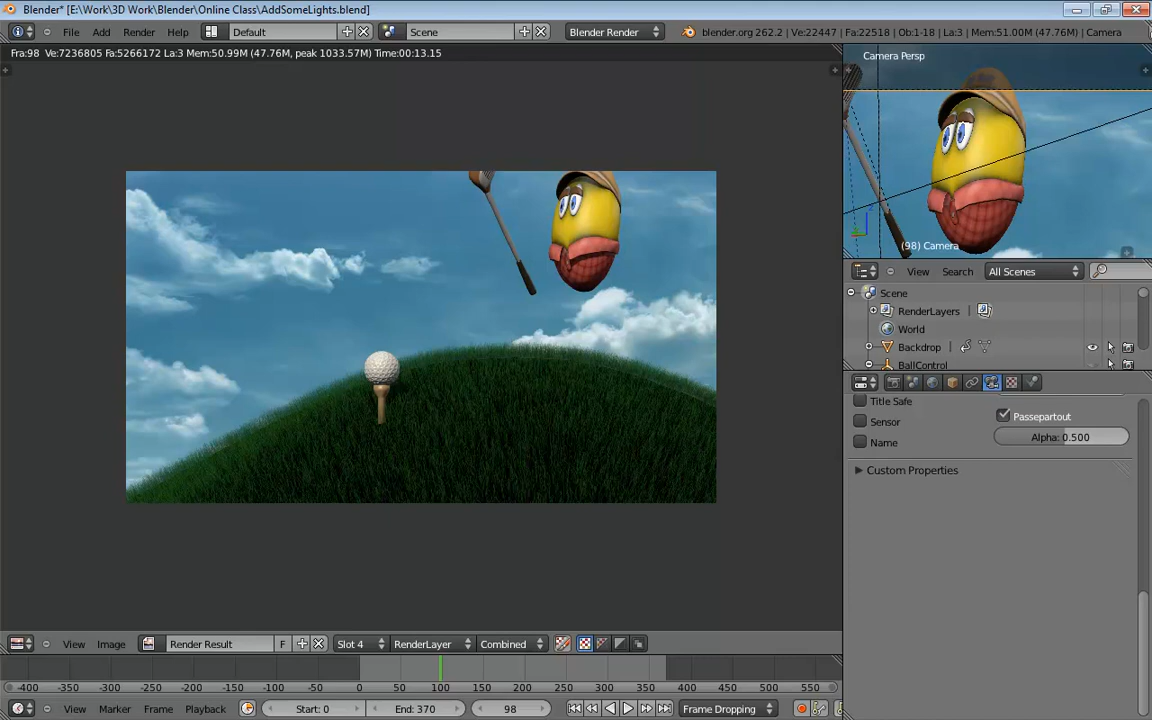 Blender* [E:\Work\3D Work\Blender\Online Class\AddSomeLights.blend]
File Add Render Help Default Scene Blender Render blender.org 262.2 | Ve:22447 | Fa:22518 | Ob:1-18 | La:3 | Mem:51.00M (47.76M) | Camera
Fra:98 Ve:7236805 Fa:5266172 La:3 Mem:50.99M (47.76M, peak 1033.57M) Time:00:13.15
Camera Persp
(98) Camera
View Search All Scenes
Scene
RenderLayers |
World
Backdrop |
BallControl
Title Safe
Passepartout
Sensor
Alpha: 0.500
Name
Custom Properties
View Image Render Result F Slot 4 RenderLayer Combined
-400 -350 -300 -250 -200 -150 -100 -50 0 50 100 150 200 250 300 350 400 450 500 550
View Marker Frame Playback Start: 0 End: 370 98 Frame Dropping